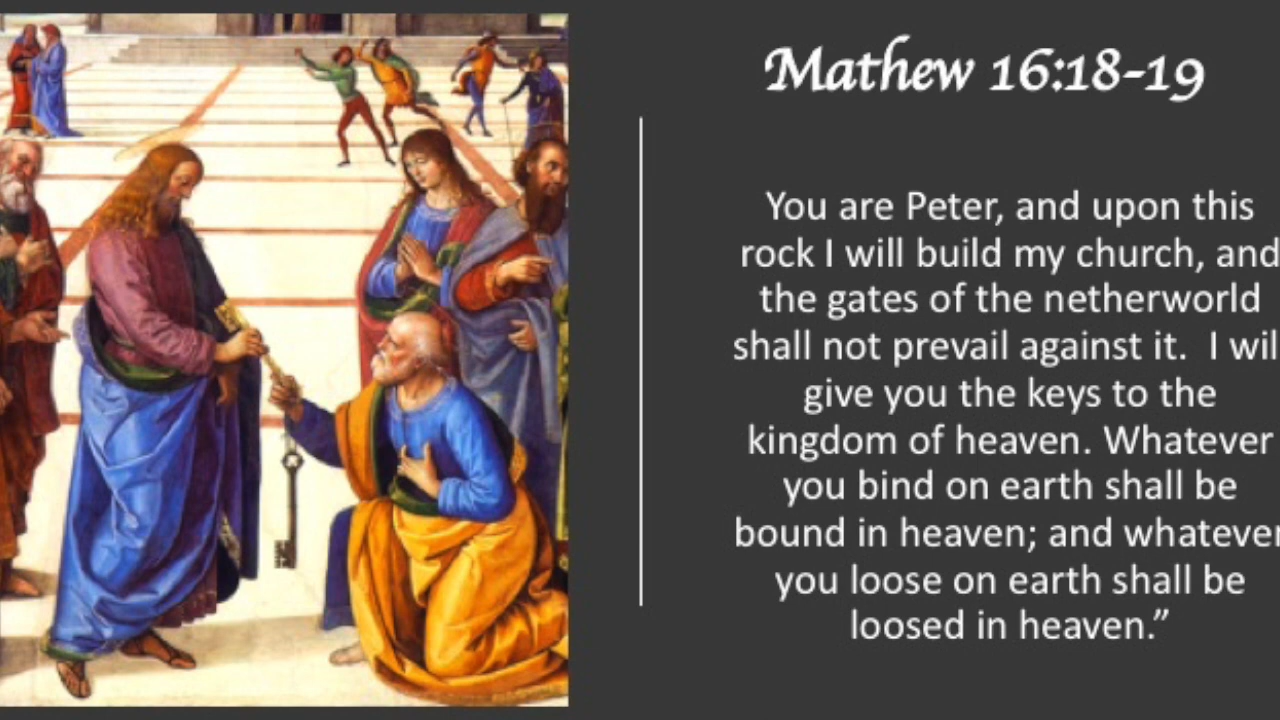 Mathew 16:18-19
You are Peter, and upon this
rock I will build my church, and
the gates of the netherworld
shall not prevail against it.  I wil
give you the keys to the
kingdom of heaven. Whatever
you bind on earth shall be
bound in heaven; and whatever
you loose on earth shall be
loosed in heaven.”